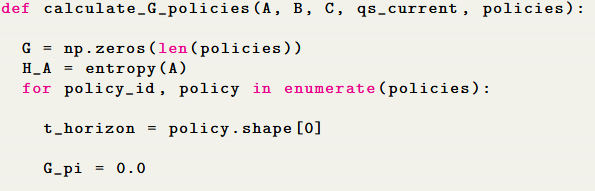 def calculate_G_policies(A, B, C, qs_current, policies):
G = np.zeros(len(policies))
H_A = entropy(A)
for policy_id, policy in enumerate(policies):
t_horizon = policy.shape[0]
G_pi = 0.0